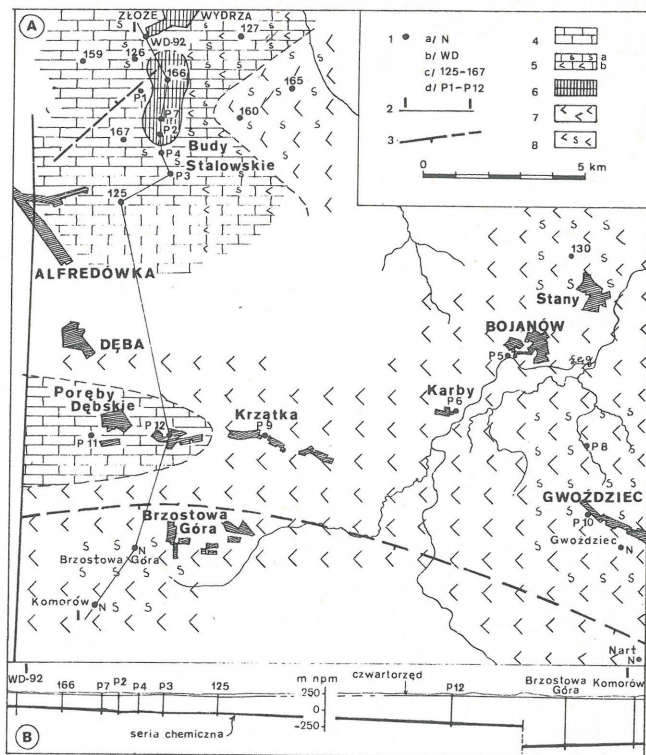 A
ZŁOŻE WYDRZA
I
WD-92
127
159
126
166
165
P1
P7
160
P2
167
Budy
P4
Stalowskie
P3
125
ALFREDÓWKA
1 a/ N
b/ WD
c/ 125-167
d/ P1-P12
2
3
4
5 a
b
6
7
8
0 5 km
130
Stany
BOJANÓW
P5
DĘBA
Karby
P6
Poręby
Dębskie
P12
Krzątka
P9
P11
P8
GWOŹDZIEC
P10
Gwoździec N
Brzostowa
Góra
N
Brzostowa Góra
Komorów N
I
Nart
N
I
WD-92 166 P7 P2 P4 P3 125
m npm
250
0
-250
czwartorzęd
P12
Brzostowa
Góra
Komorów
I
seria chemiczna
B